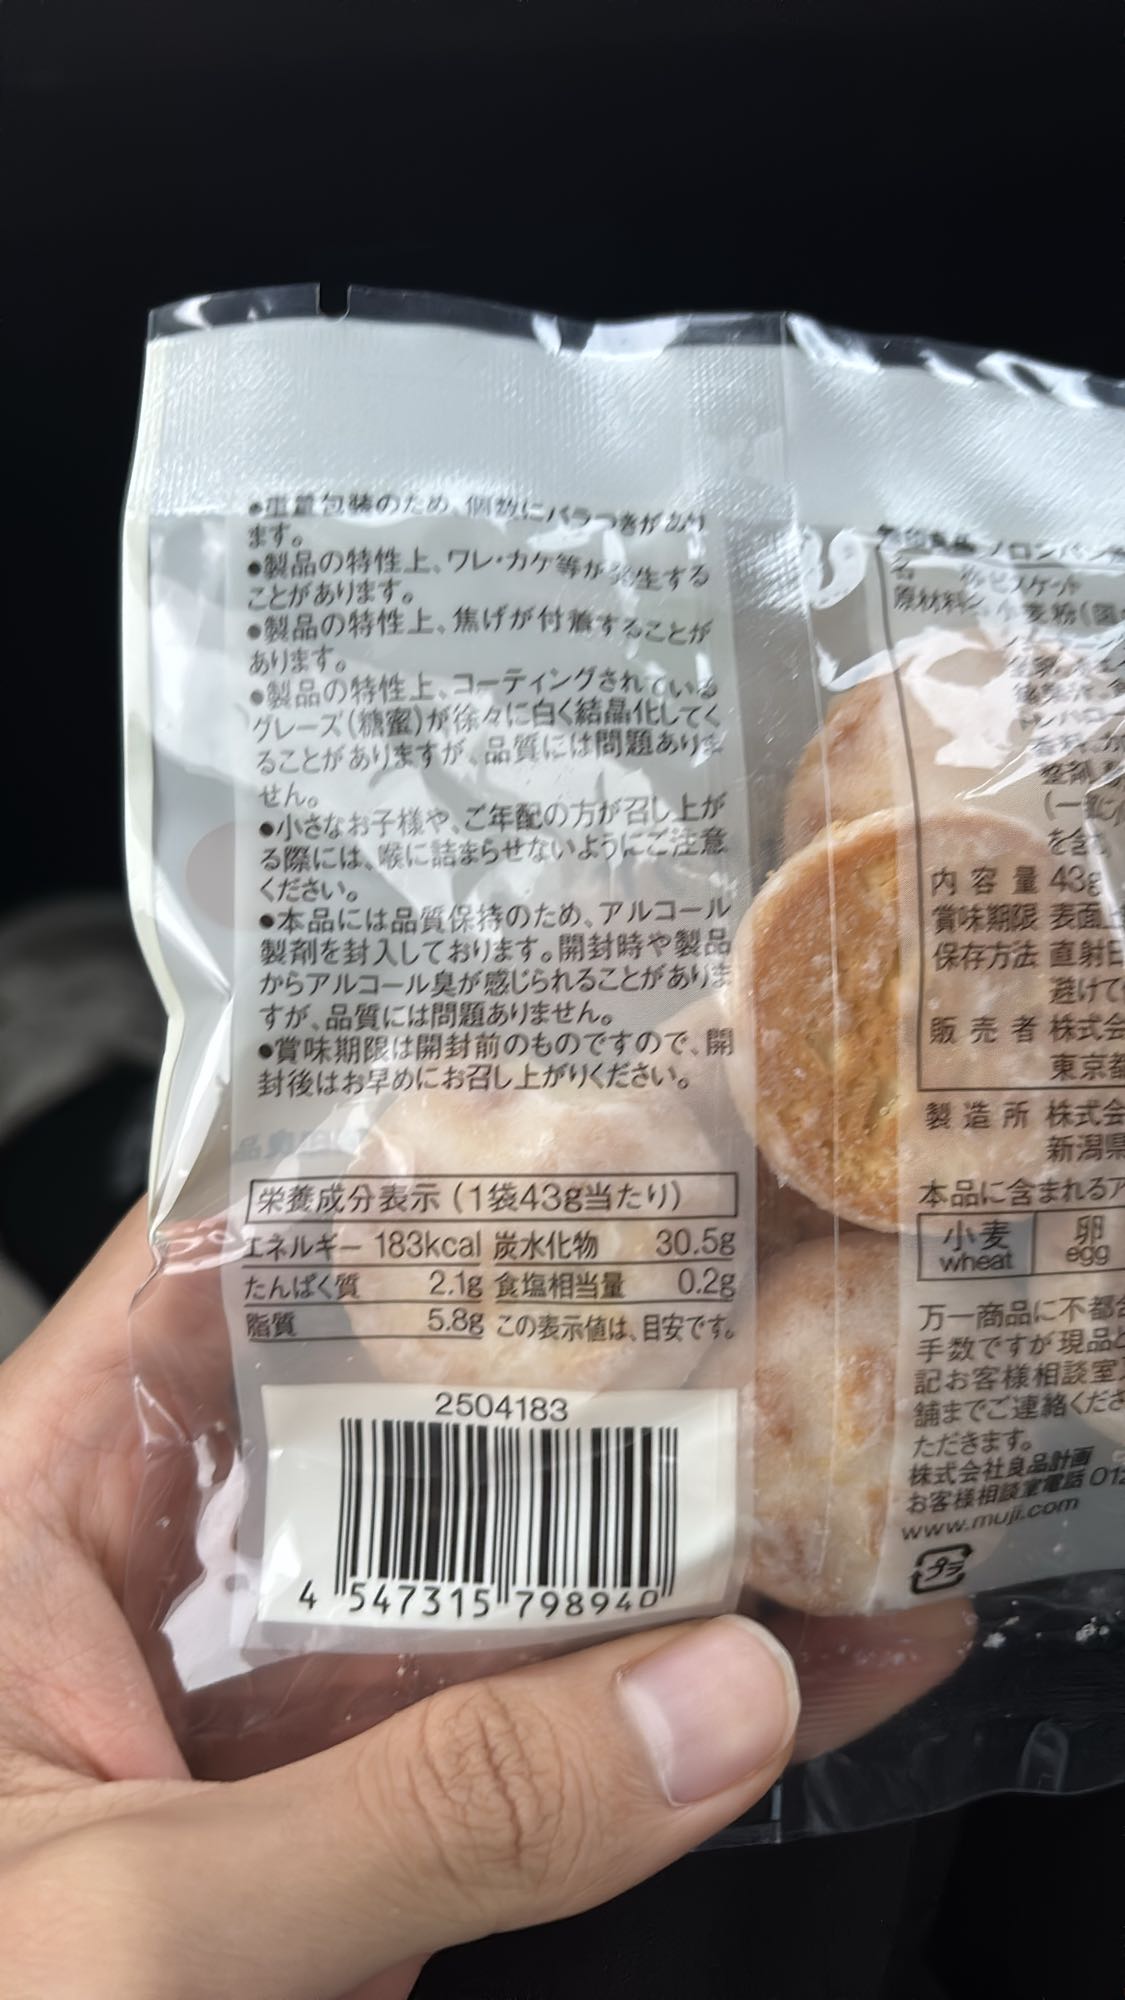 ●重量包装のため、個数にバラつきがあり
ます。
●製品の特性上、ワレ・カケ等が発生する
ことがあります。
●製品の特性上、焦げが付着することが
あります。
●製品の特性上、コーティングされている
グレーズ(糖蜜)が徐々に白く結晶化してく
ることがありますが、品質には問題ありま
せん。
●小さなお子様や、ご年配の方が召し上が
る際には、喉に詰まらせないようにご注意
ください。
●本品には品質保持のため、アルコール
製剤を封入しております。開封時や製品
からアルコール臭が感じられることがありま
すが、品質には問題ありません。
●賞味期限は開封前のものですので、開
封後はお早めにお召し上がりください。
栄養成分表示(1袋43g当たり)
エネルギー 183kcal 炭水化物 30.5g
たんぱく質 2.1g 食塩相当量 0.2g
脂質 5.8g この表示値は、目安です。
2504183
4 547315 798940
メロンパン
名 称 ビスケット
原材料名 小麦粉(国
香料
(一部に
を含む
内容量 43g
賞味期限 表面上
保存方法 直射日
避けて
販売者 株式会
東京都
製造所 株式会
新潟県
本品に含まれるア
小麦 卵
wheat egg
万一商品に不都合
手数ですが現品と
記お客様相談室
舗までご連絡くださ
ただきます。
株式会社良品計画
お客様相談室電話 012
www.muji.com
プラ